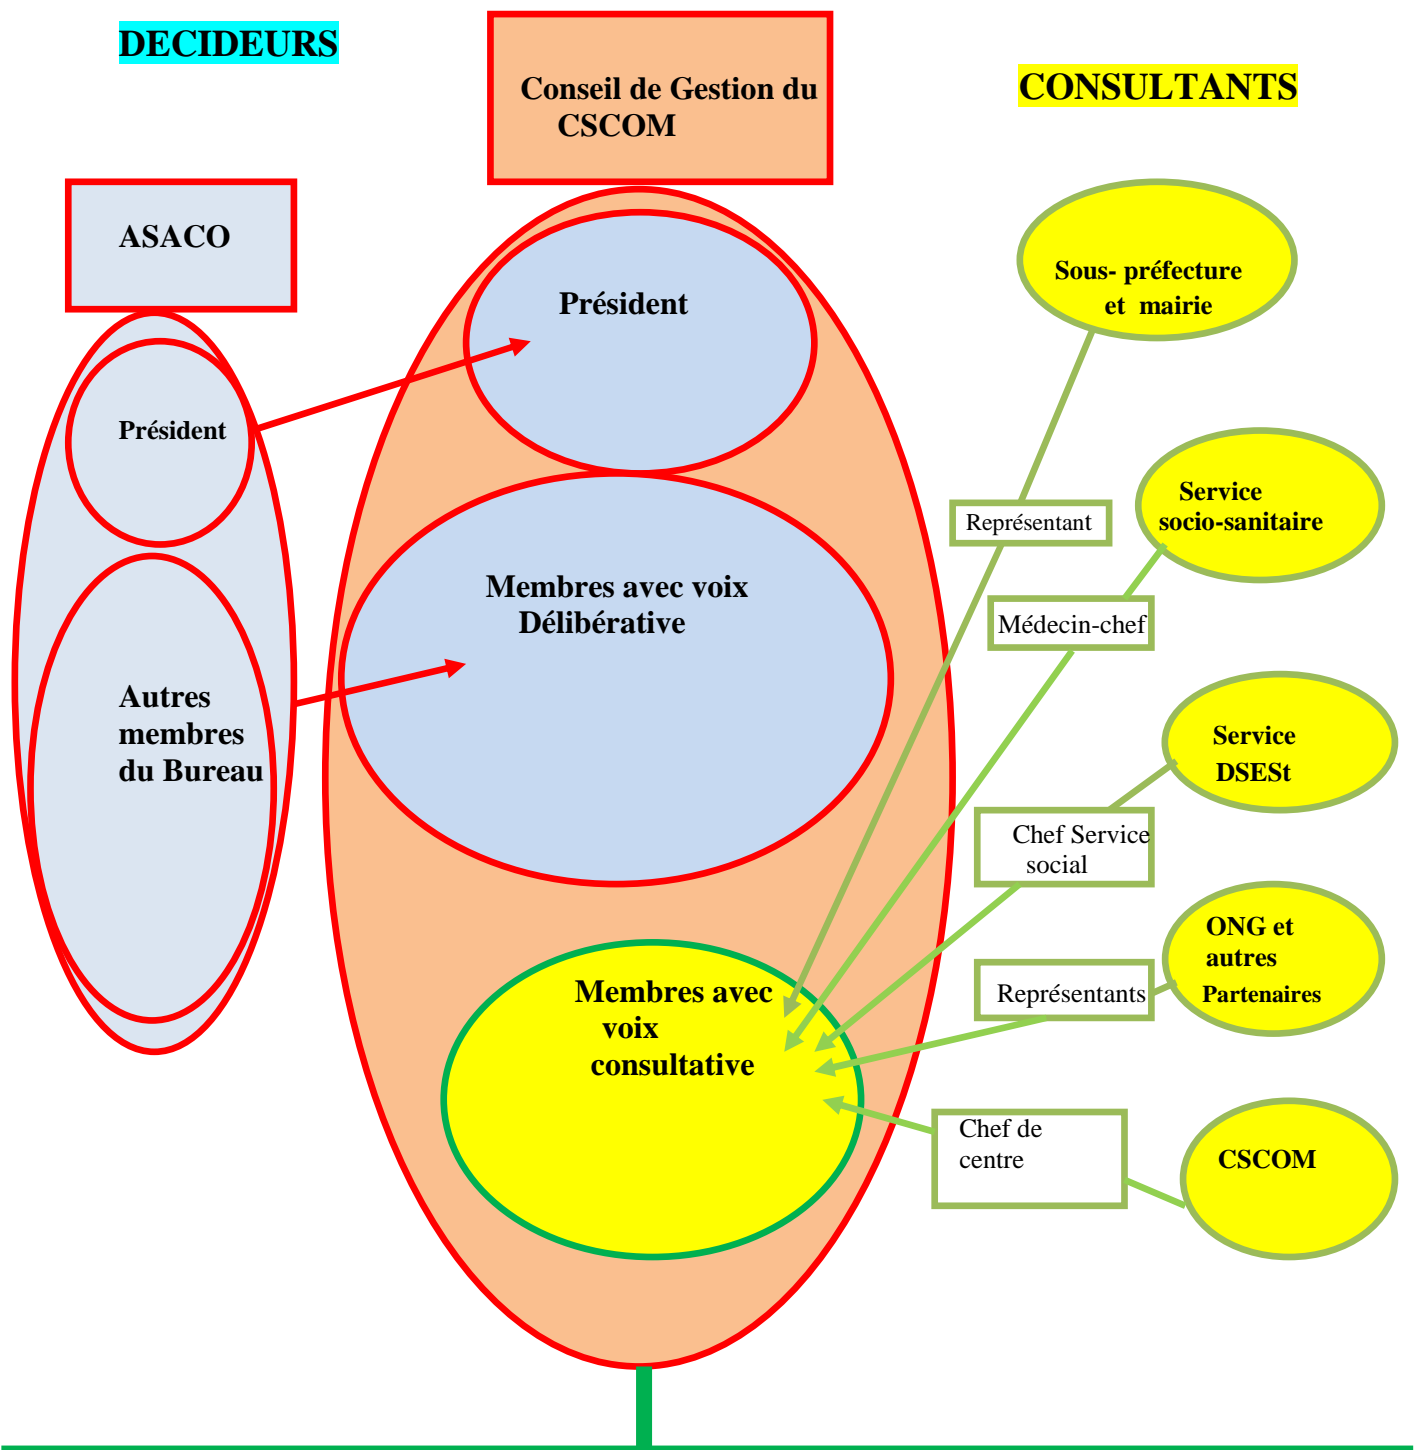 DECIDEURS
Conseil de Gestion du
CSCOM
CONSULTANTS
ASACO
Président
Autres
membres
du Bureau
Président
Membres avec voix
Délibérative
Membres avec
voix
consultative
Sous- préfecture
et mairie
Représentant
Service
socio-sanitaire
Médecin-chef
Service
DSESt
Chef Service
social
ONG et
autres
Partenaires
Représentants
Chef de
centre
CSCOM